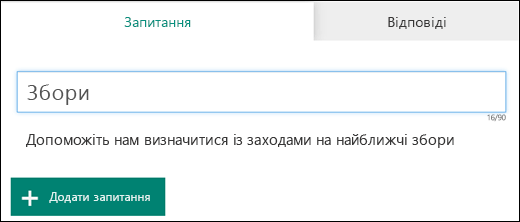 Запитання
Відповіді
Збори
16/90
Допоможіть нам визначитися із заходами на найближчі збори
+ Додати запитання